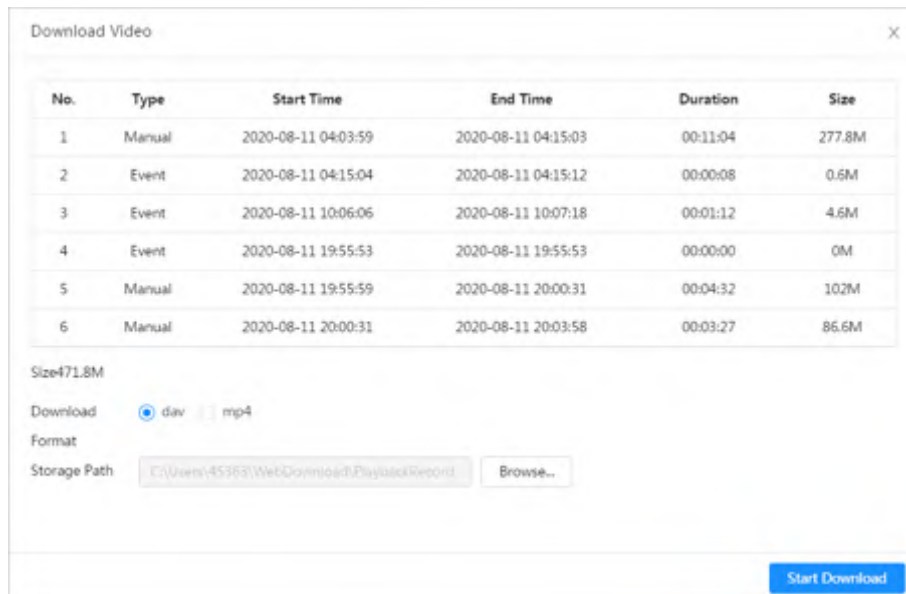 Download Video
No. Type Start Time End Time Duration Size
1 Manual 2020-08-11 04:03:59 2020-08-11 04:15:03 00:11:04 277.8M
2 Event 2020-08-11 04:15:04 2020-08-11 04:15:12 00:00:08 0.6M
3 Event 2020-08-11 10:06:06 2020-08-11 10:07:18 00:01:12 4.6M
4 Event 2020-08-11 19:55:53 2020-08-11 19:55:53 00:00:00 0M
5 Manual 2020-08-11 19:55:59 2020-08-11 20:00:31 00:04:32 102M
6 Manual 2020-08-11 20:00:31 2020-08-11 20:03:58 00:03:27 86.6M
Size471.8M
Download dav mp4
Format
Storage Path C:\Users\45363\WebDownload\PlaybackRecord Browse...
Start Download